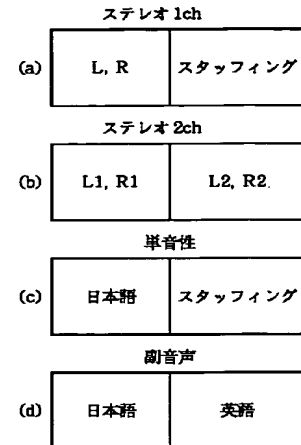 ステレオ 1ch
(a) L, R スタッフィング
ステレオ 2ch
(b) L1, R1 L2, R2
単音性
(c) 日本語 スタッフィング
副音声
(d) 日本語 英語